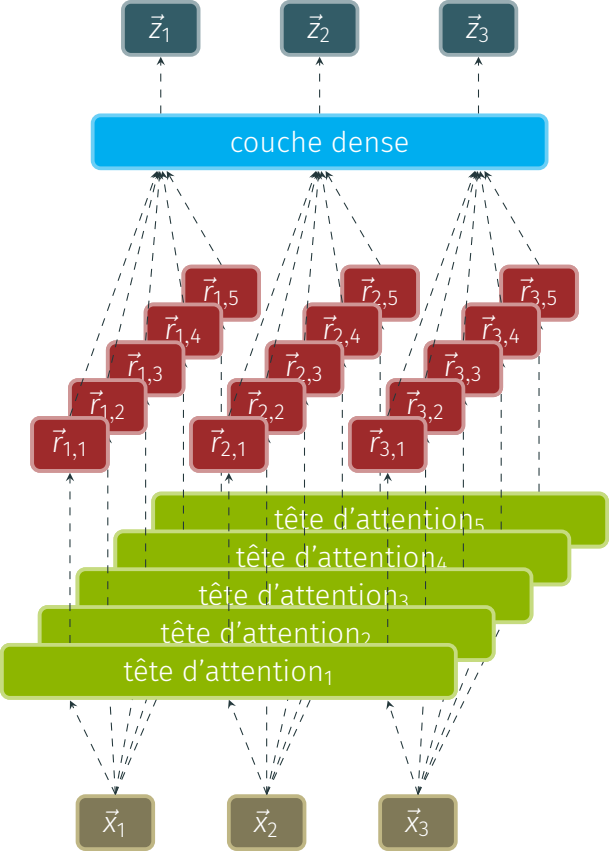 z⃗₁ z⃗₂ z⃗₃
couche dense
r⃗₁,₅ r⃗₂,₅ r⃗₃,₅
r⃗₁,₄ r⃗₂,₄ r⃗₃,₄
r⃗₁,₃ r⃗₂,₃ r⃗₃,₃
r⃗₁,₂ r⃗₂,₂ r⃗₃,₂
r⃗₁,₁ r⃗₂,₁ r⃗₃,₁
tête d’attention₅
tête d’attention₄
tête d’attention₃
tête d’attention₂
tête d’attention₁
x⃗₁ x⃗₂ x⃗₃